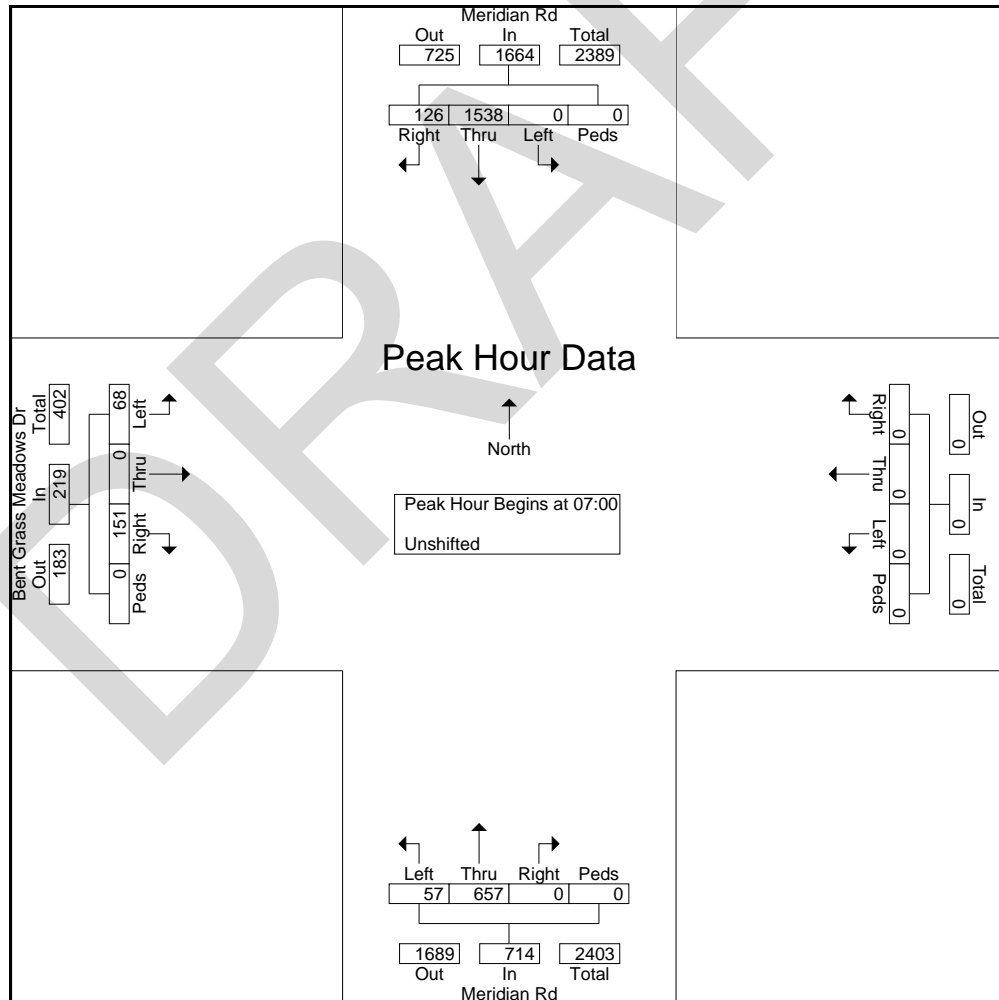 Meridian Rd
Out In Total
725 1664 2389
126 1538 0 0
Right Thru Left Peds
Peak Hour Data
North
Peak Hour Begins at 07:00
Unshifted
Bent Grass Meadows Dr
Out In Total
183 219 402
68 0 151 0
Left Thru Right Peds
Out In Total
0 0 0
0 0 0 0
Right Thru Left Peds
Left Thru Right Peds
57 657 0 0
1689 714 2403
Out In Total
Meridian Rd